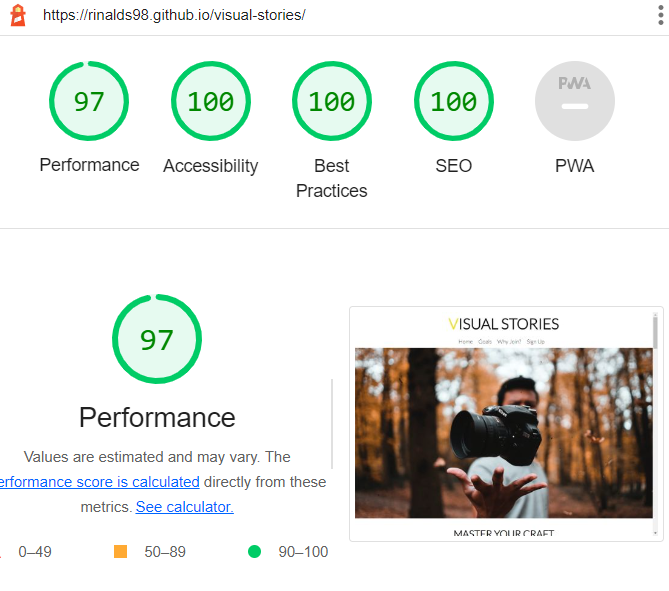 https://rinalds98.github.io/visual-stories/
97
100
100
100
PWA
Performance
Accessibility
Best
Practices
SEO
PWA
97
Performance
Values are estimated and may vary. The
erformance score is calculated directly from these
metrics. See calculator.
0–49
50–89
90–100
VISUAL STORIES
Home Goals Why Join? Sign Up
MASTER YOUR CRAFT